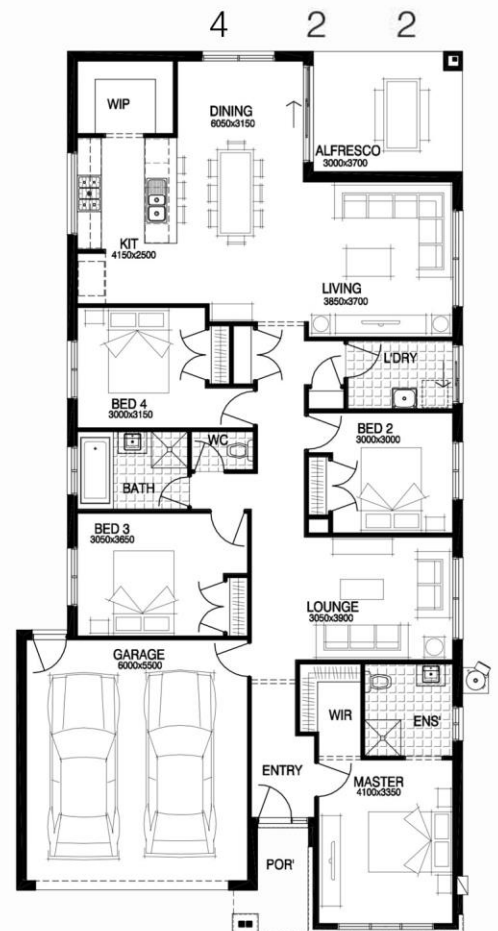 4 2 2
WIP
DINING
6050x3150
ALFRESCO
3000x3700
KIT
4150x2500
LIVING
3850x3700
L'DRY
BED 4
3000x3150
WC
BED 2
3000x3000
BATH
BED 3
3050x3650
LOUNGE
3050x3900
GARAGE
6000x5500
WIR
ENS'
ENTRY
MASTER
4100x3350
POR'